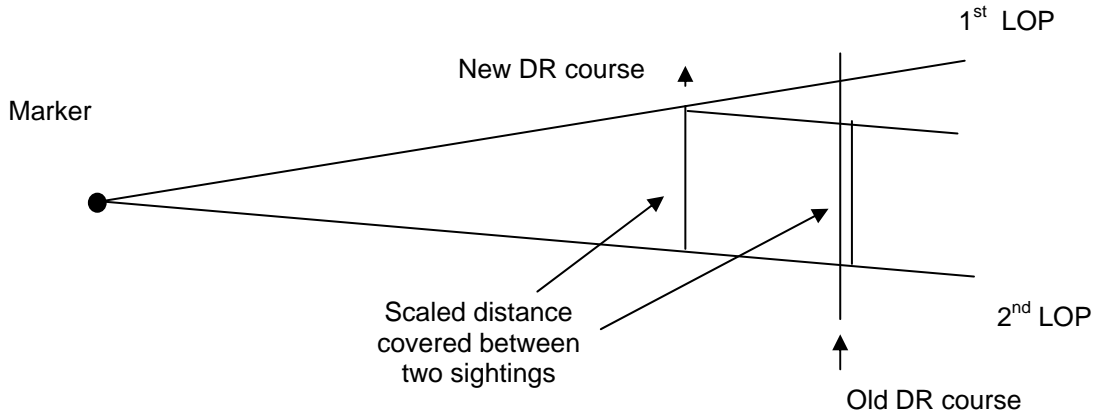 1st LOP
New DR course
Marker
Scaled distance
covered between
two sightings
2nd LOP
Old DR course